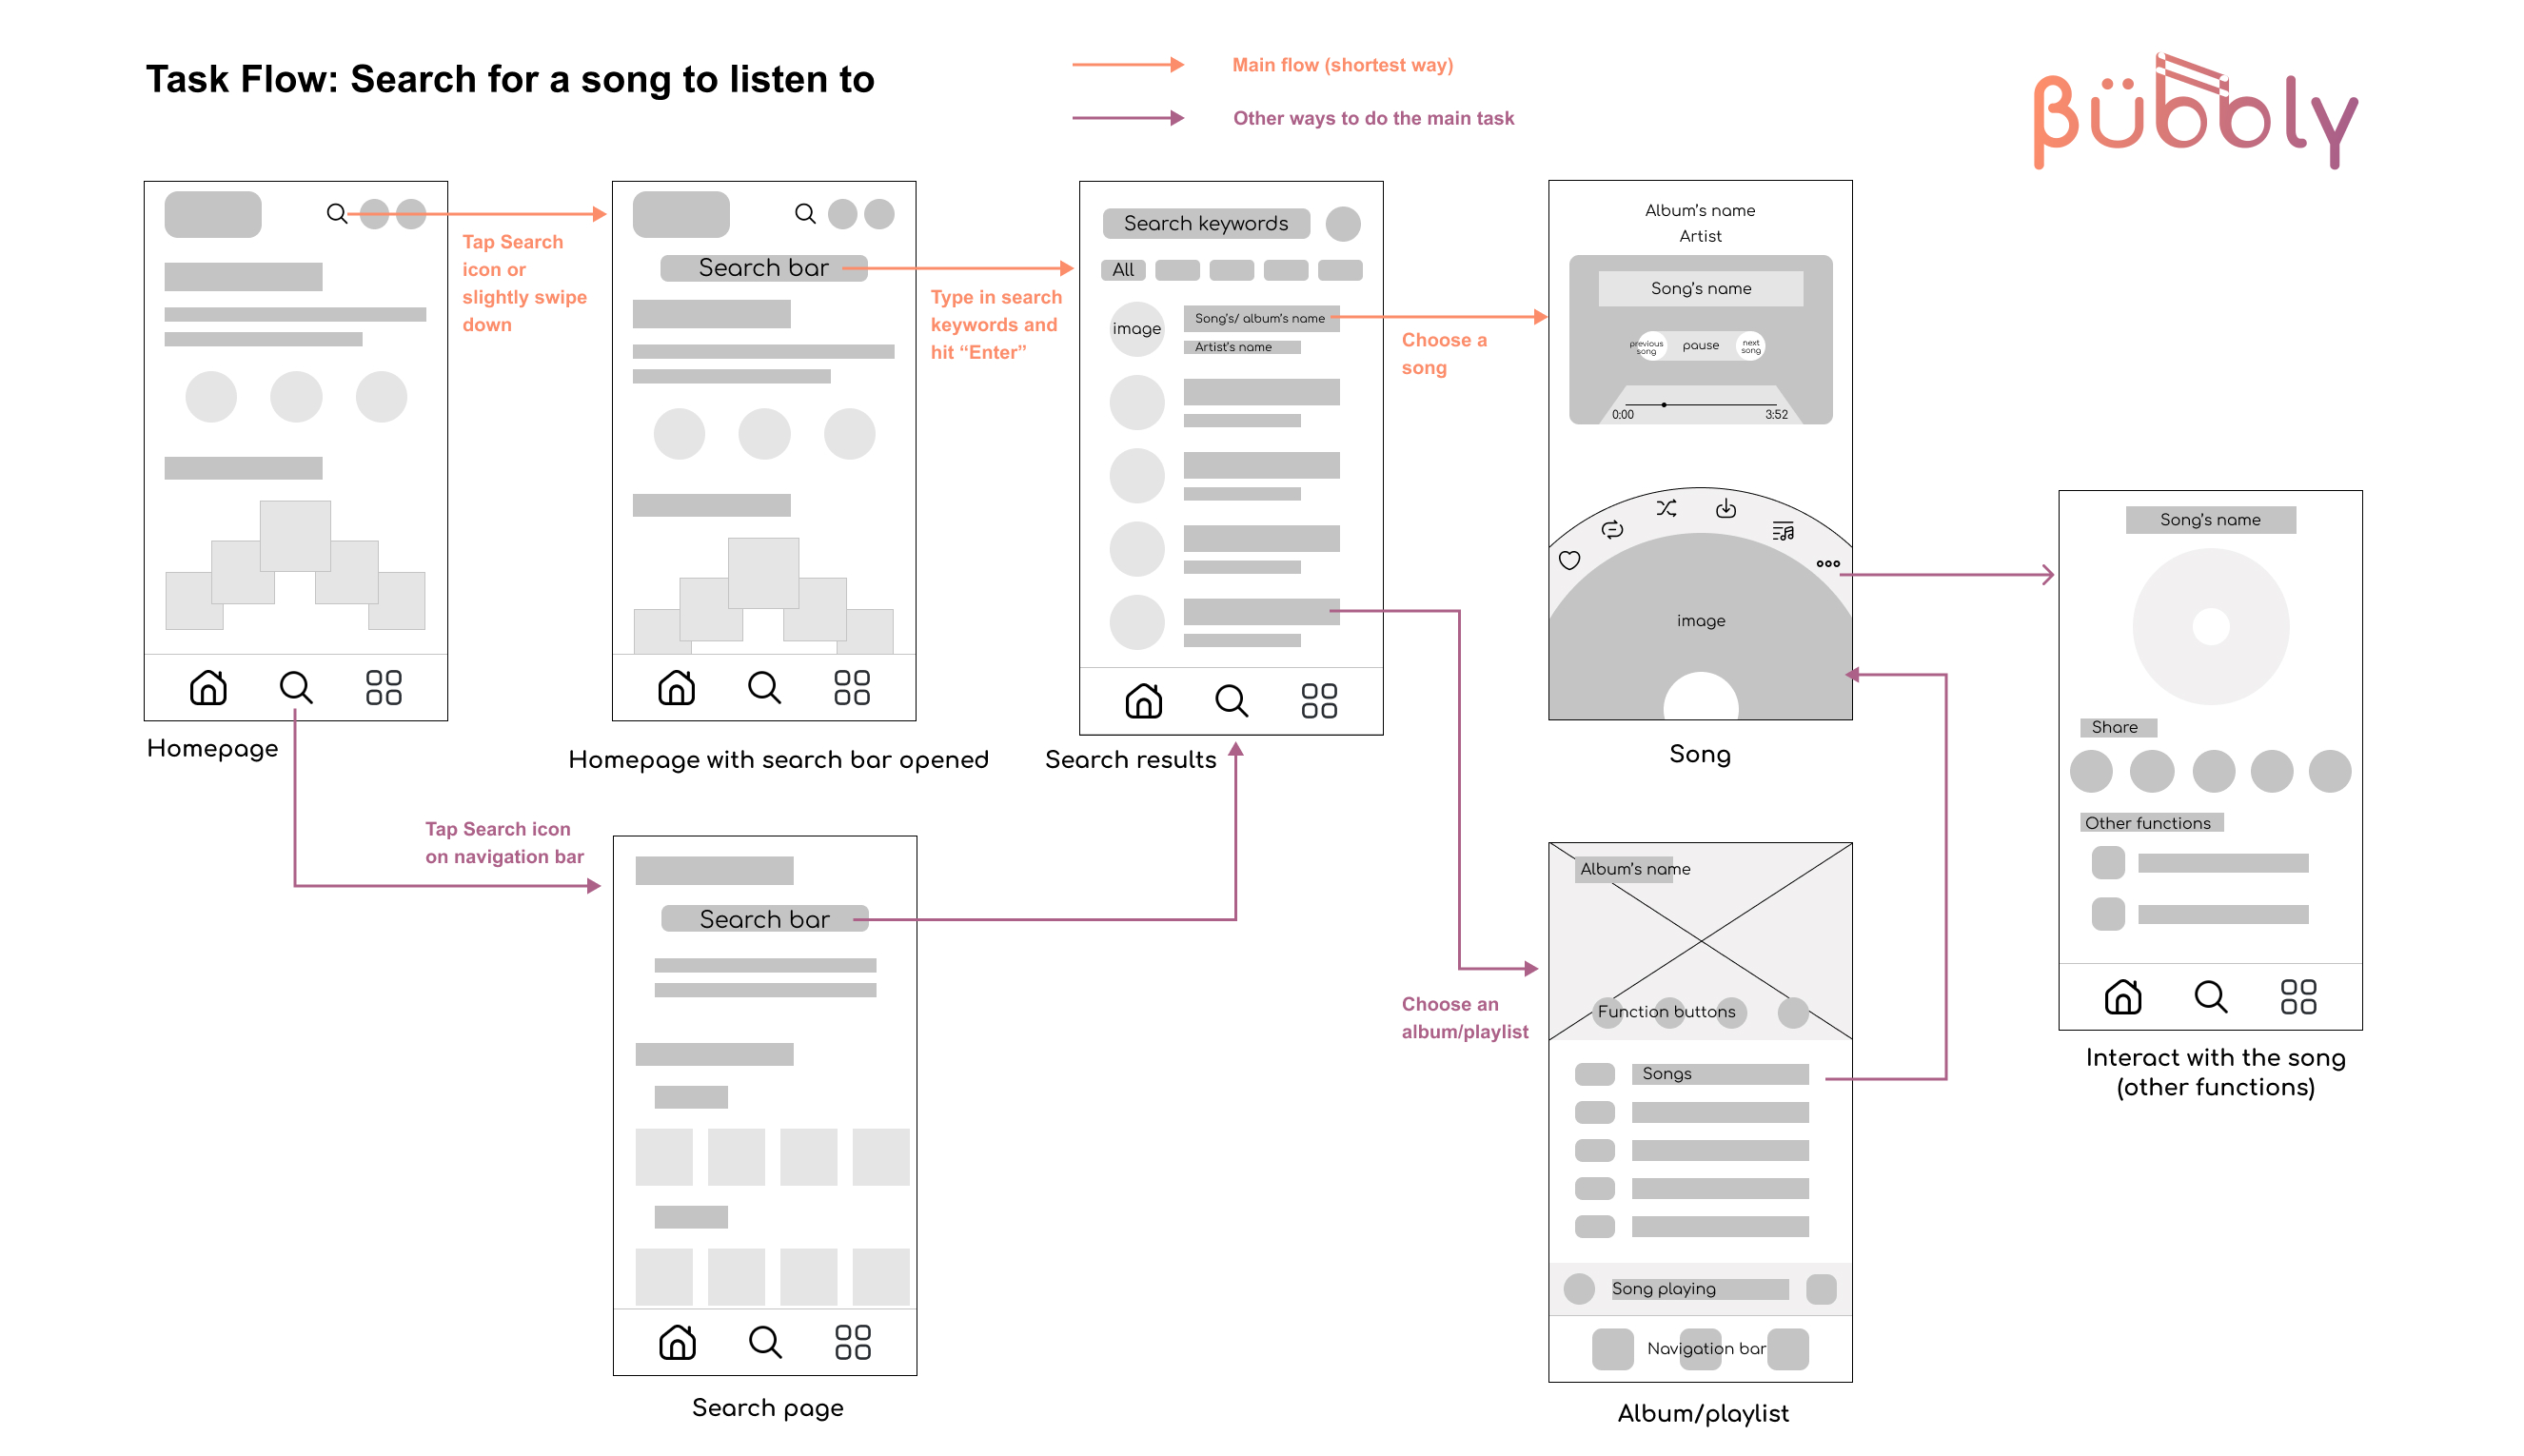 Task Flow: Search for a song to listen to
Main flow (shortest way)
Other ways to do the main task
βübbly
Tap Search
icon or
slightly swipe
down
Homepage
Search bar
Type in search
keywords and
hit “Enter”
Homepage with search bar opened
Search keywords
All
image
Song's/ album's name
Artist's name
Choose a
song
Search results
Album's name
Artist
Song's name
previous
song
pause
next
song
0:00
3:52
image
Song
Song's name
Share
Other functions
Interact with the song
(other functions)
Tap Search icon
on navigation bar
Search bar
Search page
Choose an
album/playlist
Album's name
Function buttons
Songs
Song playing
Navigation bar
Album/playlist